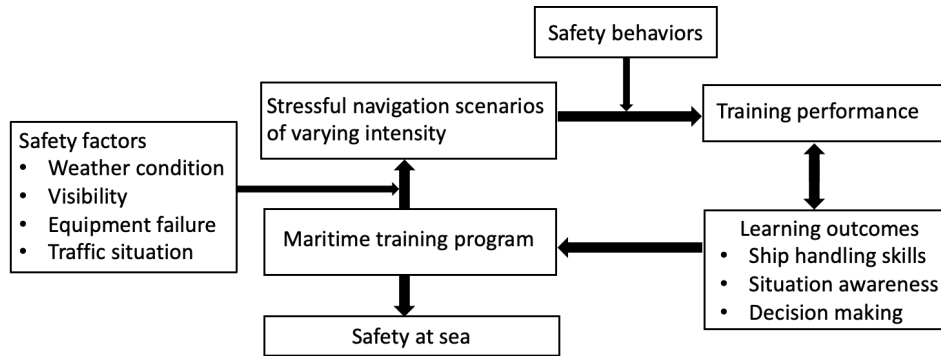 Safety behaviors
Stressful navigation scenarios
of varying intensity
Training performance
Safety factors
• Weather condition
• Visibility
• Equipment failure
• Traffic situation
Maritime training program
Learning outcomes
• Ship handling skills
• Situation awareness
• Decision making
Safety at sea